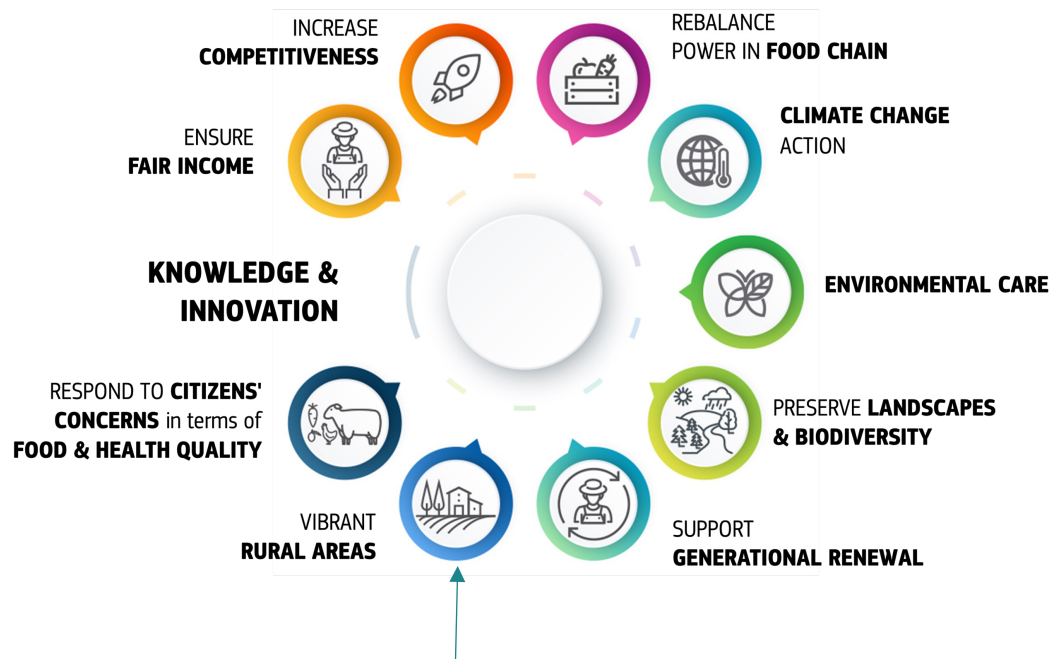 INCREASE
COMPETITIVENESS
REBALANCE
POWER IN FOOD CHAIN
CLIMATE CHANGE
ACTION
ENSURE
FAIR INCOME
KNOWLEDGE &
INNOVATION
ENVIRONMENTAL CARE
RESPOND TO CITIZENS'
CONCERNS in terms of
FOOD & HEALTH QUALITY
PRESERVE LANDSCAPES
& BIODIVERSITY
VIBRANT
RURAL AREAS
SUPPORT
GENERATIONAL RENEWAL